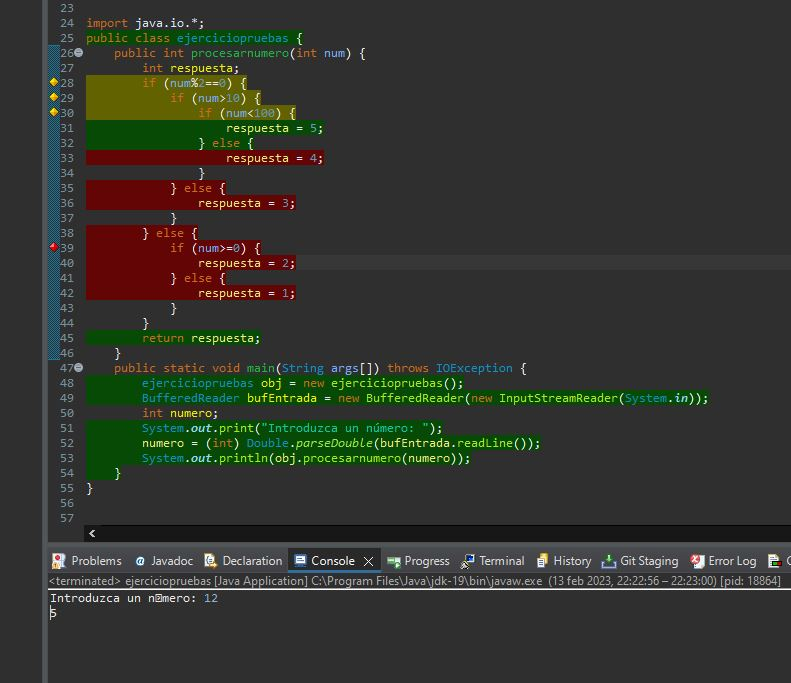 23
24 import java.io.*;
25 public class ejerciciopruebas {
26 public int procesarnumero(int num) {
27 int respuesta;
28 if (num%2==0) {
29 if (num>10) {
30 if (num<100) {
31 respuesta = 5;
32 } else {
33 respuesta = 4;
34 }
35 } else {
36 respuesta = 3;
37 }
38 } else {
39 if (num>=0) {
40 respuesta = 2;
41 } else {
42 respuesta = 1;
43 }
44 }
45 return respuesta;
46 }
47 public static void main(String args[]) throws IOException {
48 ejerciciopruebas obj = new ejerciciopruebas();
49 BufferedReader bufEntrada = new BufferedReader(new InputStreamReader(System.in));
50 int numero;
51 System.out.print("Introduzca un número: ");
52 numero = (int) Double.parseDouble(bufEntrada.readLine());
53 System.out.println(obj.procesarnumero(numero));
54 }
55 }
56
57
Problems @ Javadoc Declaration Console Progress Terminal History Git Staging Error Log
<terminated> ejerciciopruebas [Java Application] C:\Program Files\Java\jdk-19\bin\javaw.exe (13 feb 2023, 22:22:56 – 22:23:00) [pid: 18864]
Introduzca un n�mero: 12
5